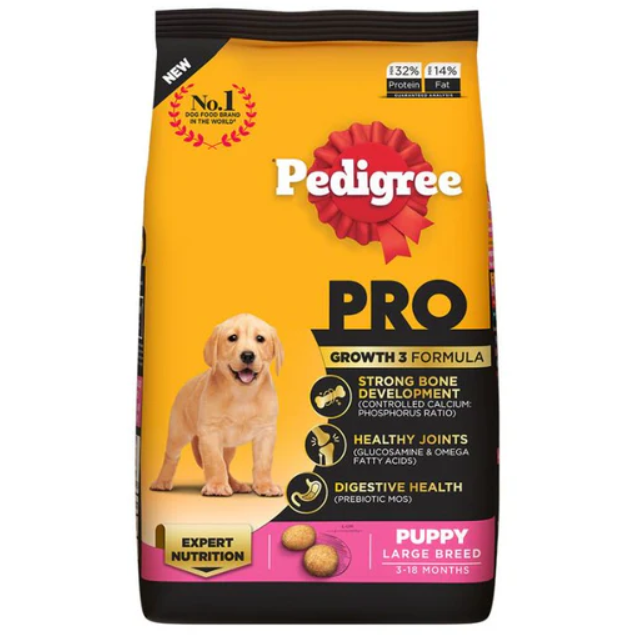 NEW
No.1
DOG FOOD BRAND
IN THE WORLD*
32% 14%
Protein Fat
GUARANTEED ANALYSIS
Pedigree
PRO
GROWTH 3 FORMULA
STRONG BONE
DEVELOPMENT
(CONTROLLED CALCIUM:
PHOSPHORUS RATIO)
HEALTHY JOINTS
(GLUCOSAMINE & OMEGA
FATTY ACIDS)
DIGESTIVE HEALTH
(PREBIOTIC MOS)
EXPERT
NUTRITION
PUPPY
LARGE BREED
3-18 MONTHS